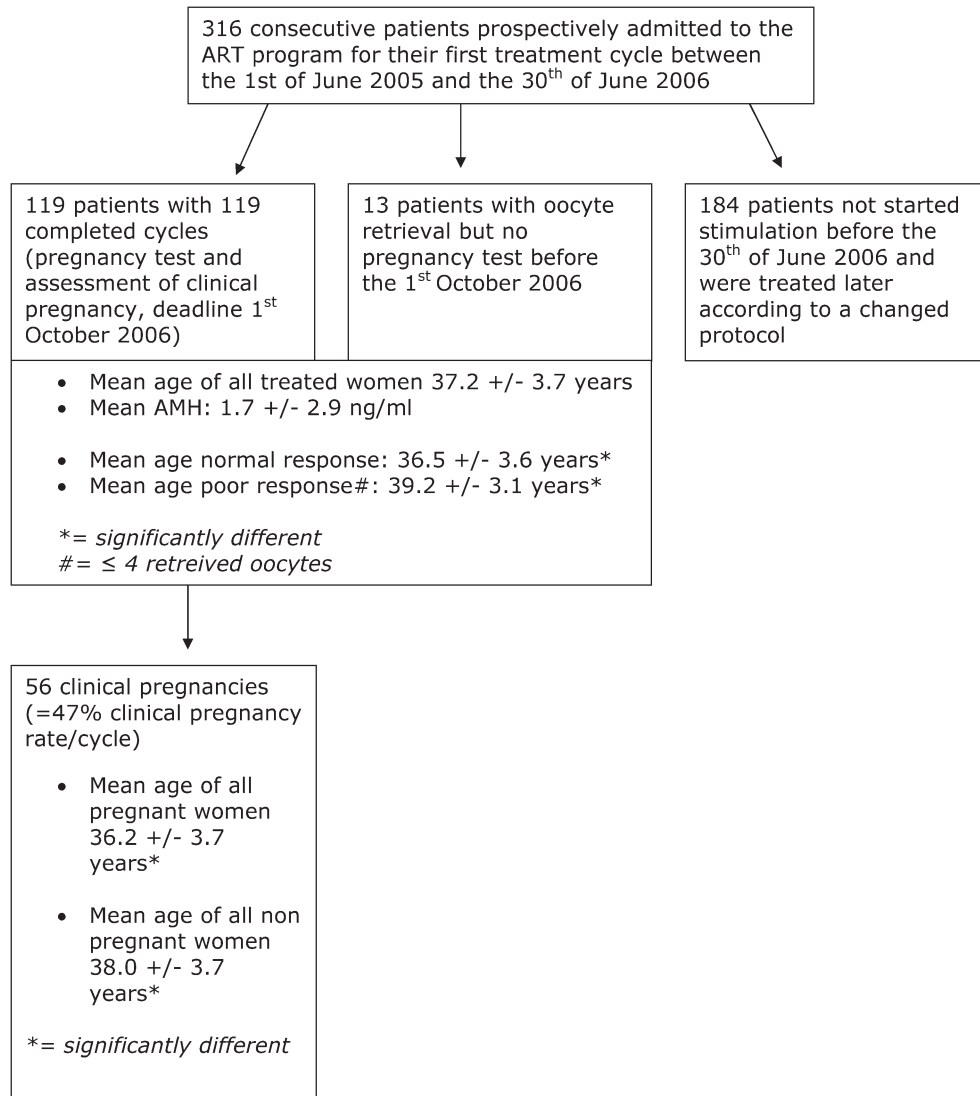 316 consecutive patients prospectively admitted to the
ART program for their first treatment cycle between
the 1st of June 2005 and the 30th of June 2006
119 patients with 119
completed cycles
(pregnancy test and
assessment of clinical
pregnancy, deadline 1st
October 2006)
13 patients with oocyte
retrieval but no
pregnancy test before
the 1st October 2006
184 patients not started
stimulation before the
30th of June 2006 and
were treated later
according to a changed
protocol
• Mean age of all treated women 37.2 +/- 3.7 years
• Mean AMH: 1.7 +/- 2.9 ng/ml
• Mean age normal response: 36.5 +/- 3.6 years*
• Mean age poor response#: 39.2 +/- 3.1 years*
*= significantly different
#= ≤ 4 retreived oocytes
56 clinical pregnancies
(=47% clinical pregnancy
rate/cycle)
• Mean age of all
pregnant women
36.2 +/- 3.7
years*
• Mean age of all non
pregnant women
38.0 +/- 3.7
years*
*= significantly different